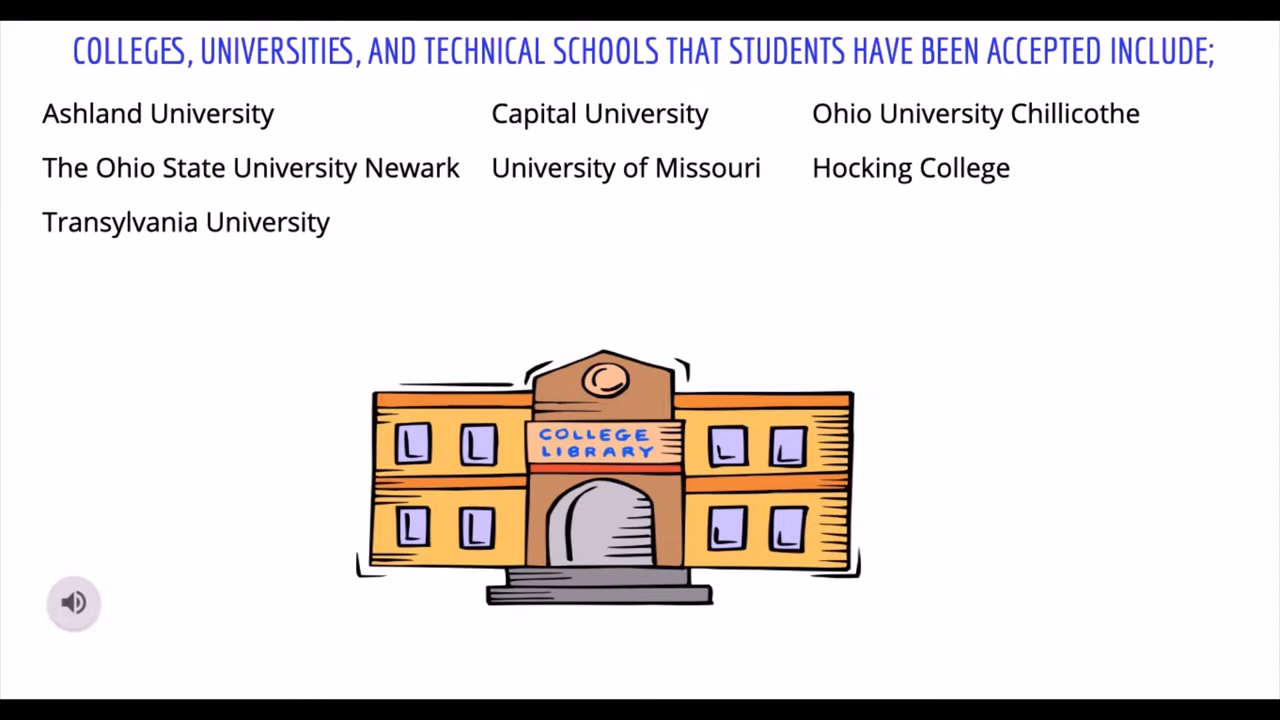 COLLEGES, UNIVERSITIES, AND TECHNICAL SCHOOLS THAT STUDENTS HAVE BEEN ACCEPTED INCLUDE;
Ashland University Capital University Ohio University Chillicothe
The Ohio State University Newark University of Missouri Hocking College
Transylvania University
COLLEGE
LIBRARY